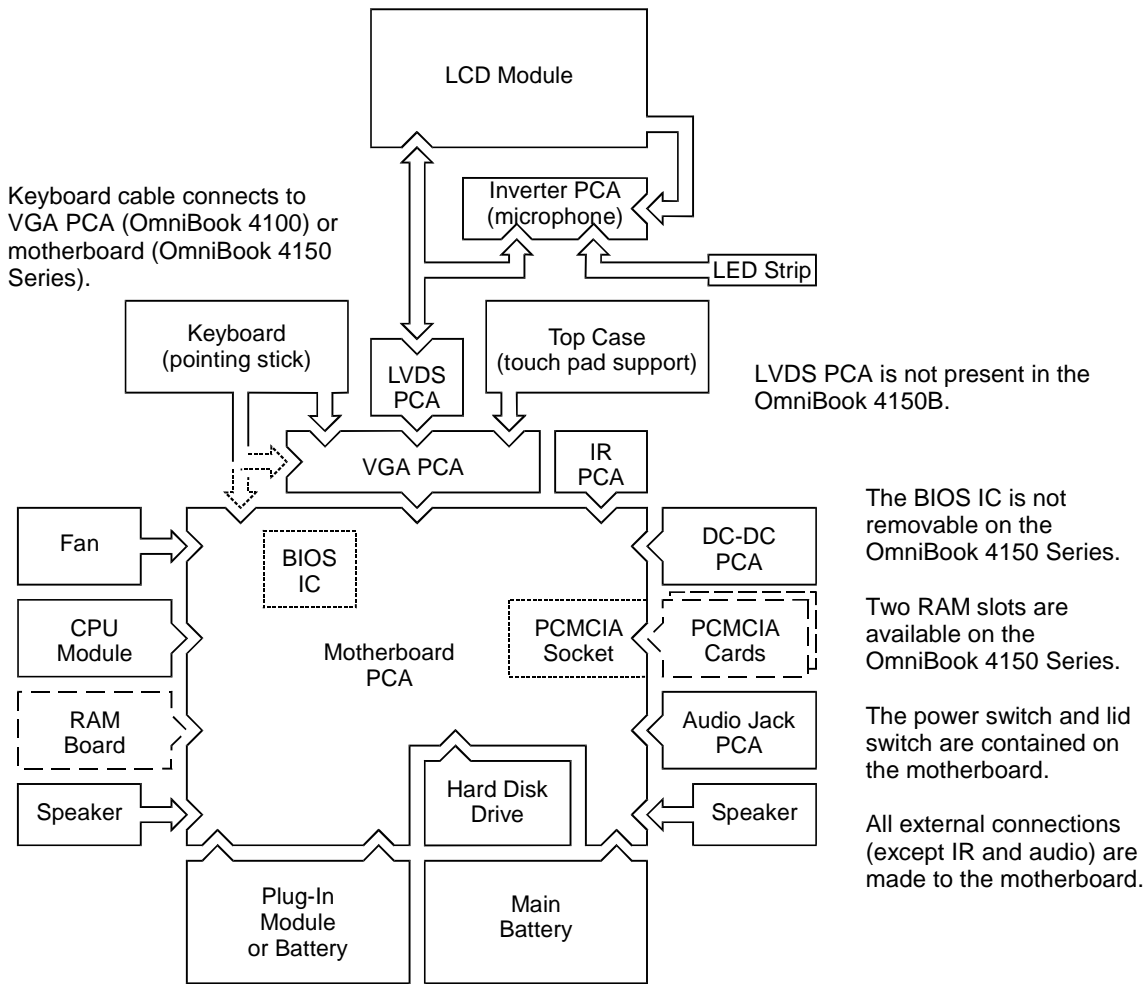 LCD Module
Keyboard cable connects to
VGA PCA (OmniBook 4100) or
motherboard (OmniBook 4150
Series).
Inverter PCA
(microphone)
LED Strip
Keyboard
(pointing stick)
LVDS
PCA
Top Case
(touch pad support)
LVDS PCA is not present in the
OmniBook 4150B.
VGA PCA
IR
PCA
Fan
BIOS
IC
DC-DC
PCA
The BIOS IC is not
removable on the
OmniBook 4150 Series.
CPU
Module
Motherboard
PCA
PCMCIA
Socket
PCMCIA
Cards
Two RAM slots are
available on the
OmniBook 4150 Series.
RAM
Board
Audio Jack
PCA
The power switch and lid
switch are contained on
the motherboard.
Speaker
Hard Disk
Drive
Speaker
All external connections
(except IR and audio) are
made to the motherboard.
Plug-In
Module
or Battery
Main
Battery